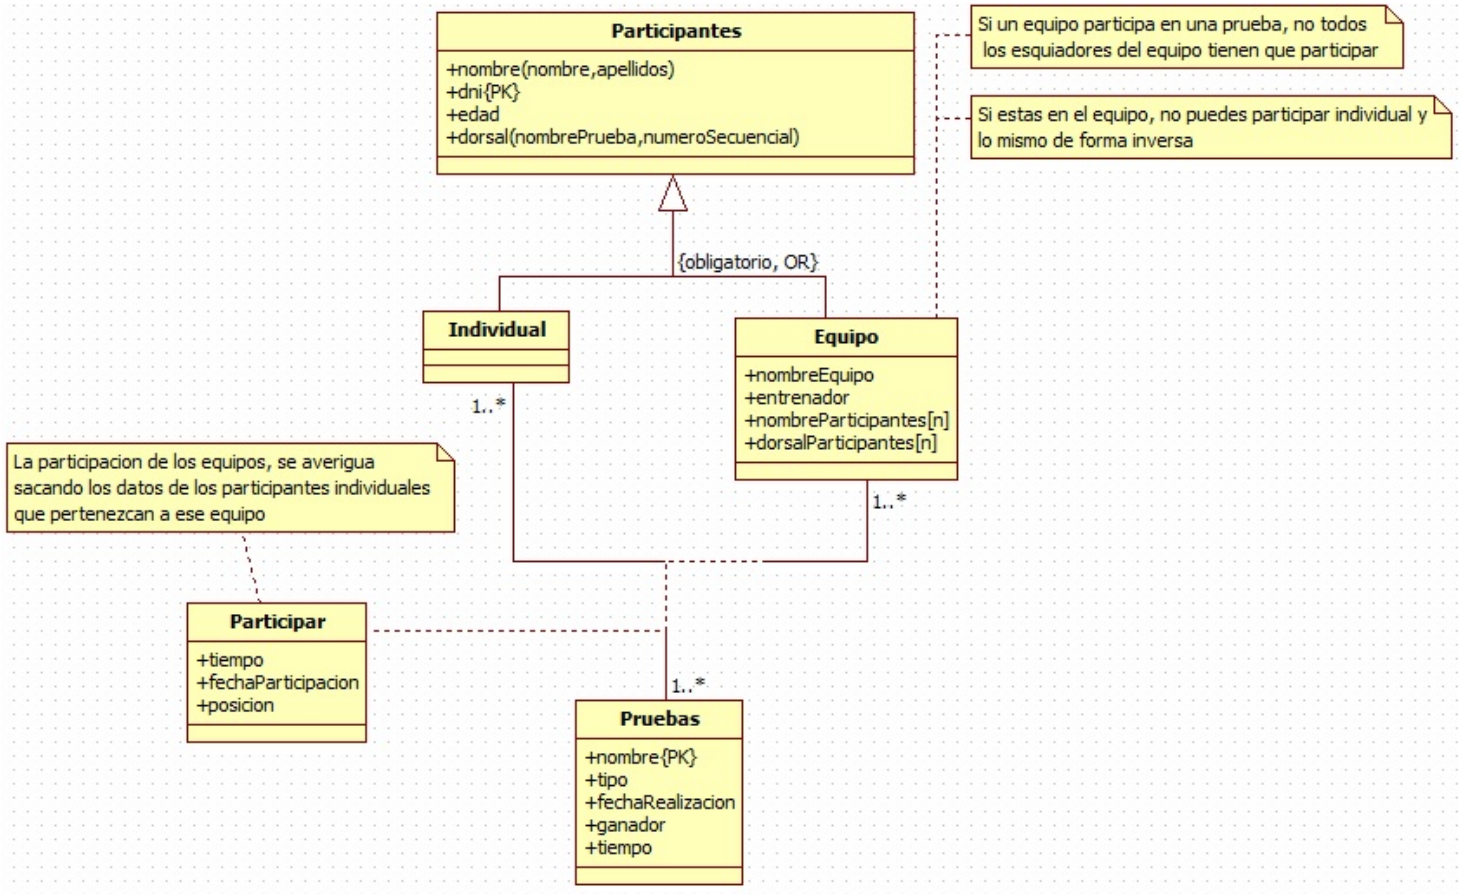 Participantes
+nombre(nombre,apellidos)
+dni{PK}
+edad
+dorsal(nombrePrueba,numeroSecuencial)
Si un equipo participa en una prueba, no todos
los esquiadores del equipo tienen que participar
Si estas en el equipo, no puedes participar individual y
lo mismo de forma inversa
{obligatorio, OR}
Individual
1..*
Equipo
+nombreEquipo
+entrenador
+nombreParticipantes[n]
+dorsalParticipantes[n]
1..*
La participacion de los equipos, se averigua
sacando los datos de los participantes individuales
que pertenezcan a ese equipo
Participar
+tiempo
+fechaParticipacion
+posicion
1..*
Pruebas
+nombre{PK}
+tipo
+fechaRealizacion
+ganador
+tiempo